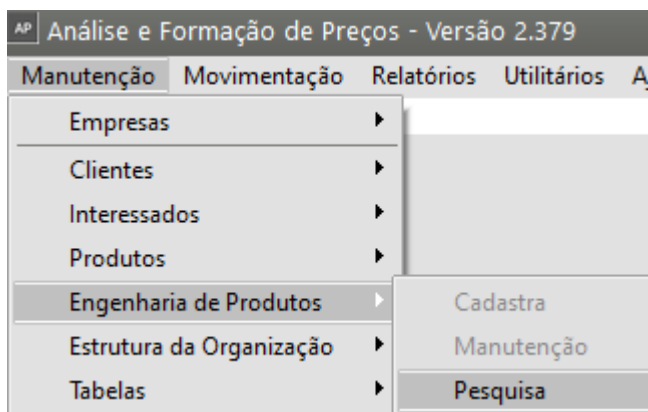 AP Análise e Formação de Preços - Versão 2.379
Manutenção Movimentação Relatórios Utilitários
Empresas
Clientes
Interessados
Produtos
Engenharia de Produtos Cadastra
Estrutura da Organização Manutenção
Tabelas Pesquisa